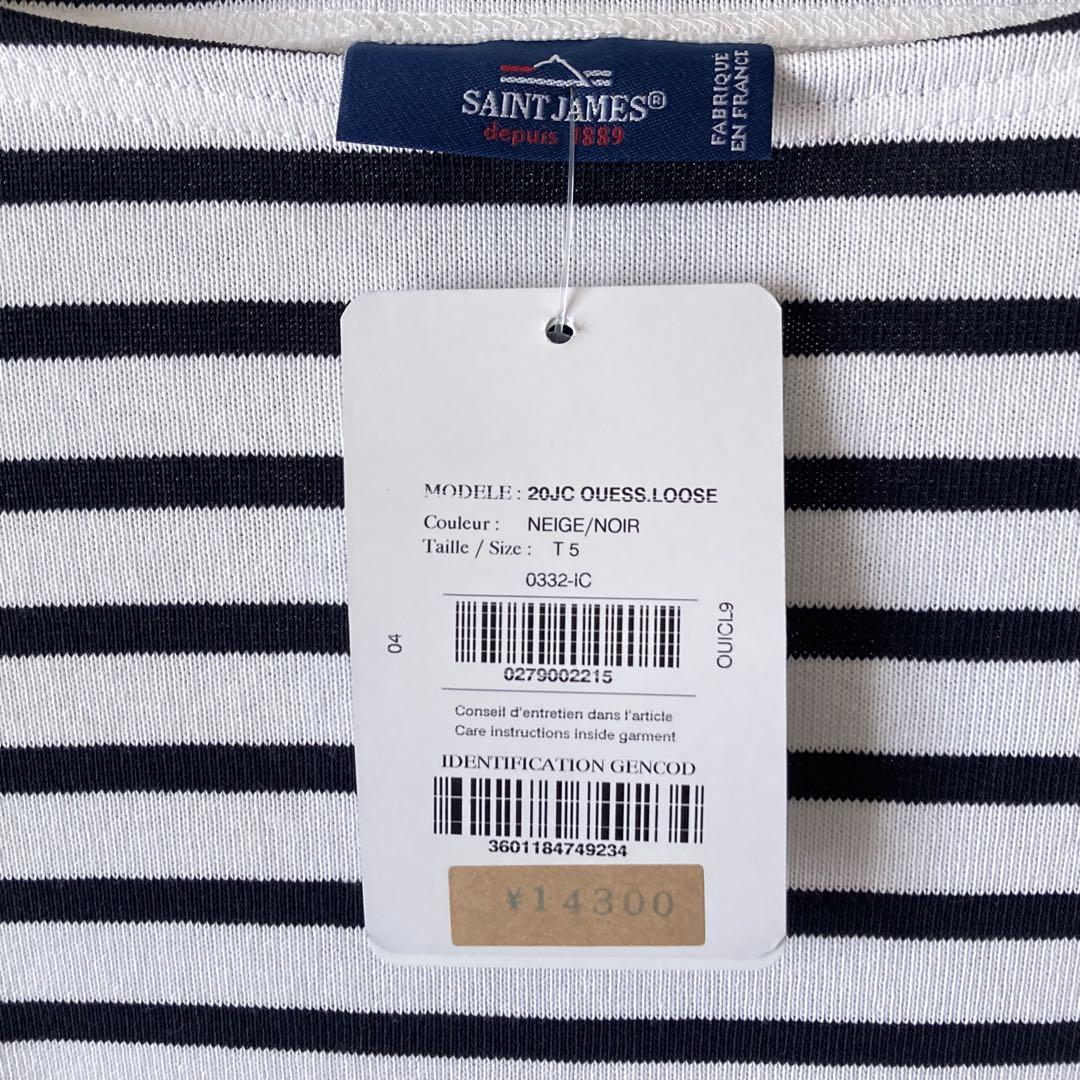 SAINT JAMES®
depuis 1889
FABRIQUÉ
EN FRANCE
MODELE : 20JC OUESS.LOOSE
Couleur : NEIGE/NOIR
Taille / Size : T 5
0332-IC
04
OUICL9
0279002215
Conseil d'entretien dans l'article
Care instructions inside garment
IDENTIFICATION GENCOD
3601184749234
¥14300